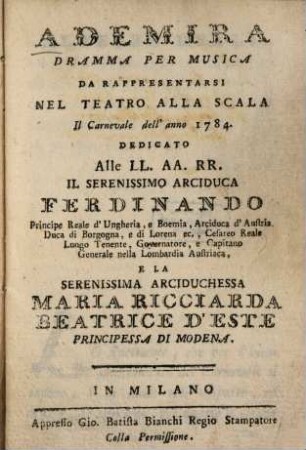 ADEMIRA
DRAMMA PER MUSICA
DA RAPPRESENTARSI
NEL TEATRO ALLA SCALA
Il Carnevale dell' anno 1784.
DEDICATO
Alle LL. AA. RR.
IL SERENISSIMO ARCIDUCA
FERDINANDO
Principe Reale d' Ungheria, e Boemia, Arciduca d' Austria
Duca di Borgogna, e di Lorena ec., Cesareo Reale
Luogo Tenente, Governatore, e Capitano
Generale nella Lombardia Austriaca,
E LA
SERENISSIMA ARCIDUCHESSA
MARIA RICCIARDA
BEATRICE D'ESTE
PRINCIPESSA DI MODENA.
IN MILANO
Appresso Gio. Batista Bianchi Regio Stampatore
Colla Permissione.